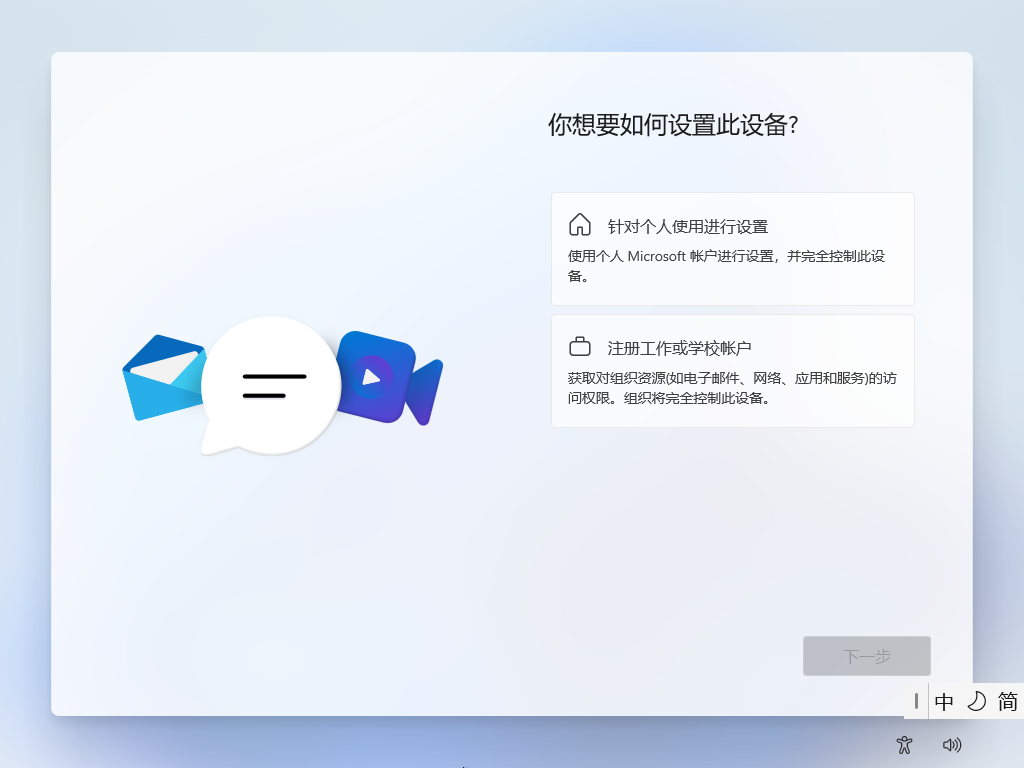 你想要如何设置此设备?
针对个人使用进行设置
使用个人 Microsoft 帐户进行设置，并完全控制此设
备。
注册工作或学校帐户
获取对组织资源(如电子邮件、网络、应用和服务)的访
问权限。组织将完全控制此设备。
下一步
中 简